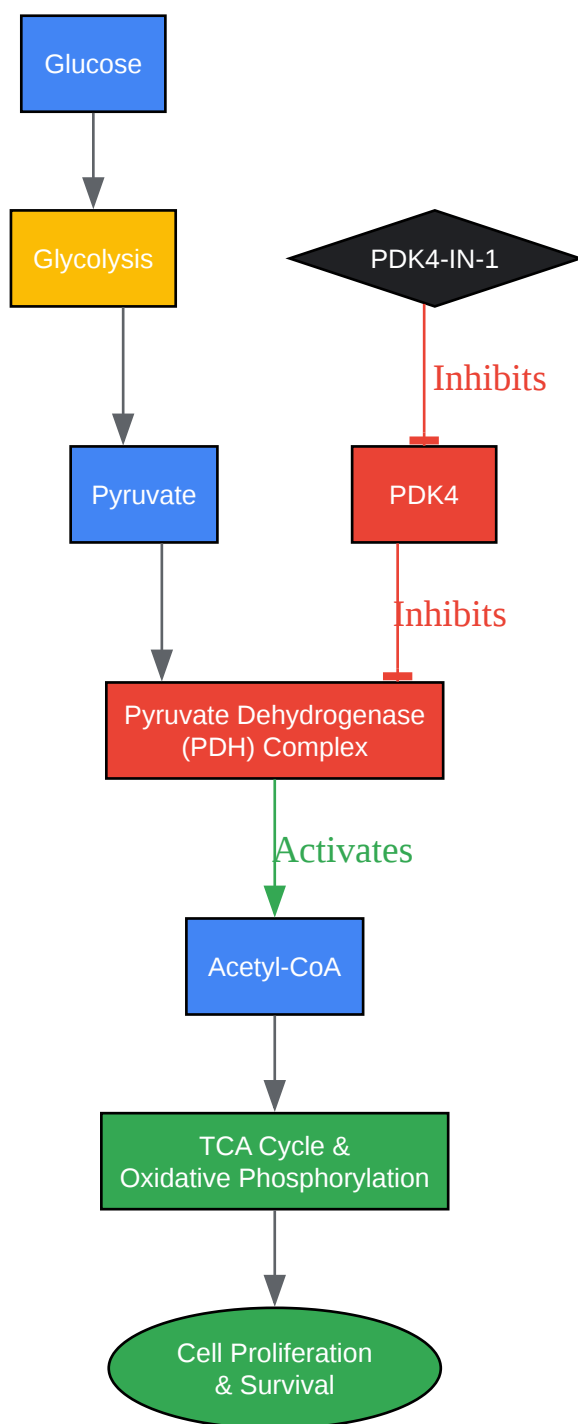 Glucose
Glycolysis
PDK4-IN-1
Inhibits
Pyruvate
PDK4
Inhibits
Pyruvate Dehydrogenase
(PDH) Complex
Activates
Acetyl-CoA
TCA Cycle &
Oxidative Phosphorylation
Cell Proliferation
& Survival